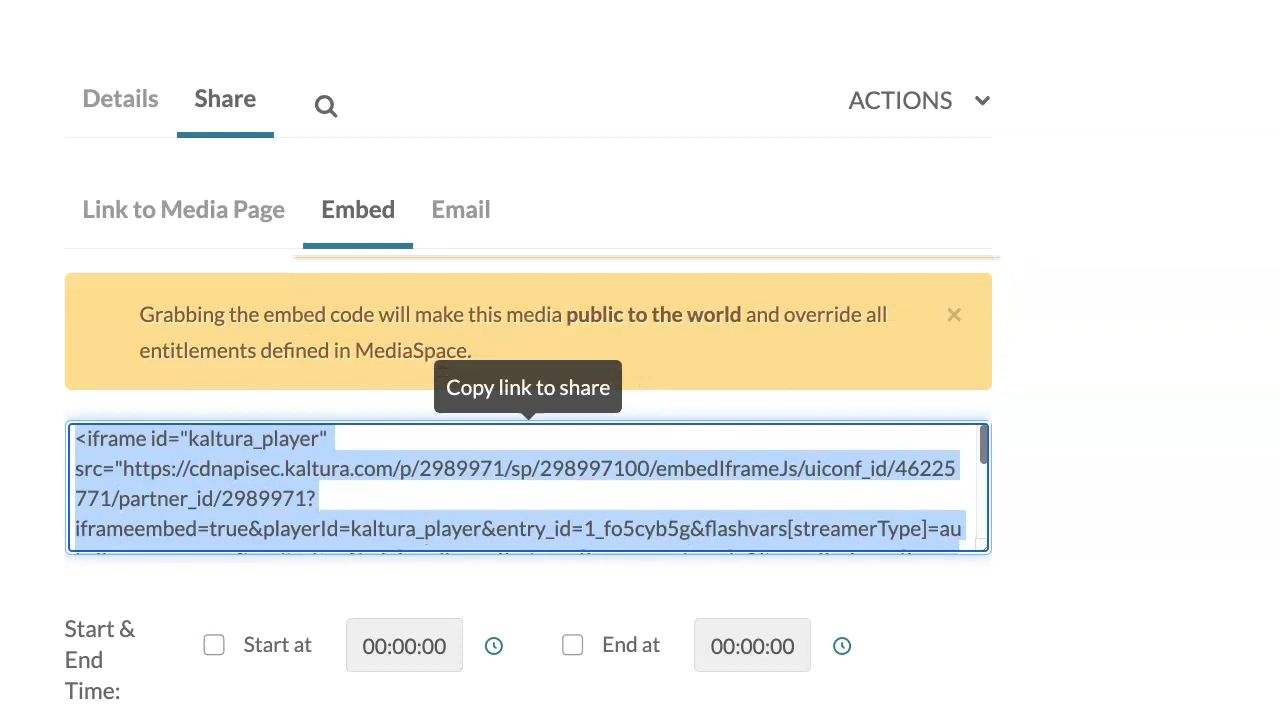 Details Share ACTIONS
Link to Media Page Embed Email
Grabbing the embed code will make this media public to the world and override all ×
entitlements defined in MediaSpace.
Copy link to share
<iframe id="kaltura_player"
src="https://cdnapisec.kaltura.com/p/2989971/sp/298997100/embedIframeJs/uiconf_id/46225
771/partner_id/2989971?
iframeembed=true&playerId=kaltura_player&entry_id=1_fo5cyb5g&flashvars[streamerType]=au
Start &
End
Time:
Start at 00:00:00 End at 00:00:00